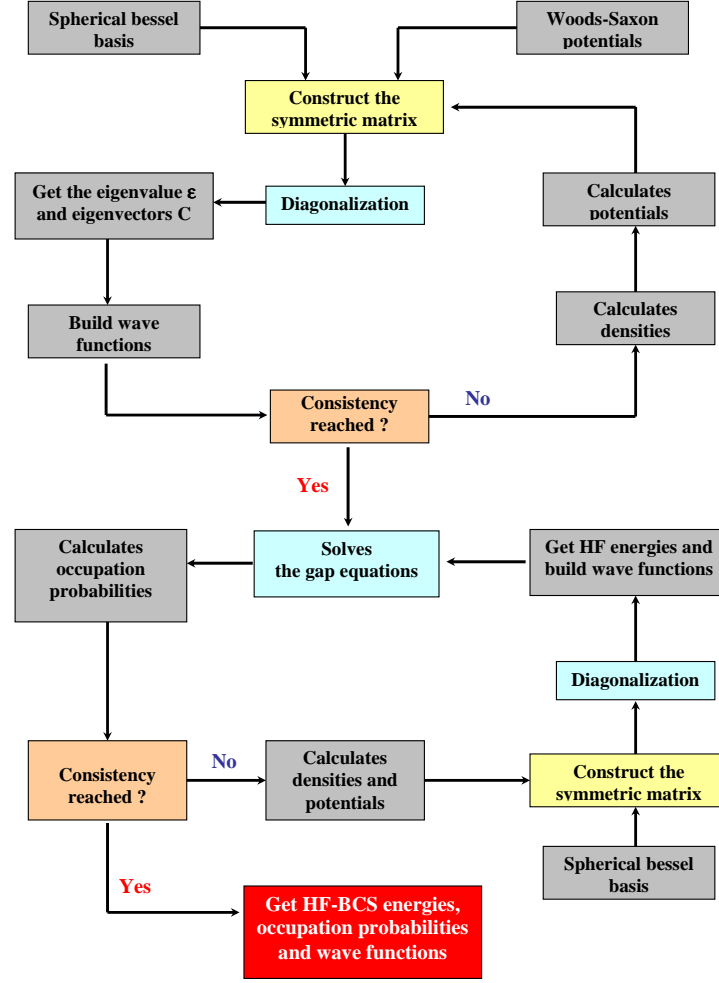 Spherical bessel
basis
Woods-Saxon
potentials
Construct the
symmetric matrix
Get the eigenvalue ε
and eigenvectors C
Diagonalization
Calculates
potentials
Build wave
functions
Calculates
densities
Consistency
reached ?
No
Yes
Calculates
occupation
probabilities
Solves
the gap equations
Get HF energies and
build wave functions
Diagonalization
Consistency
reached ?
No
Calculates
densities and
potentials
Construct the
symmetric matrix
Spherical bessel
basis
Yes
Get HF-BCS energies,
occupation probabilities
and wave functions